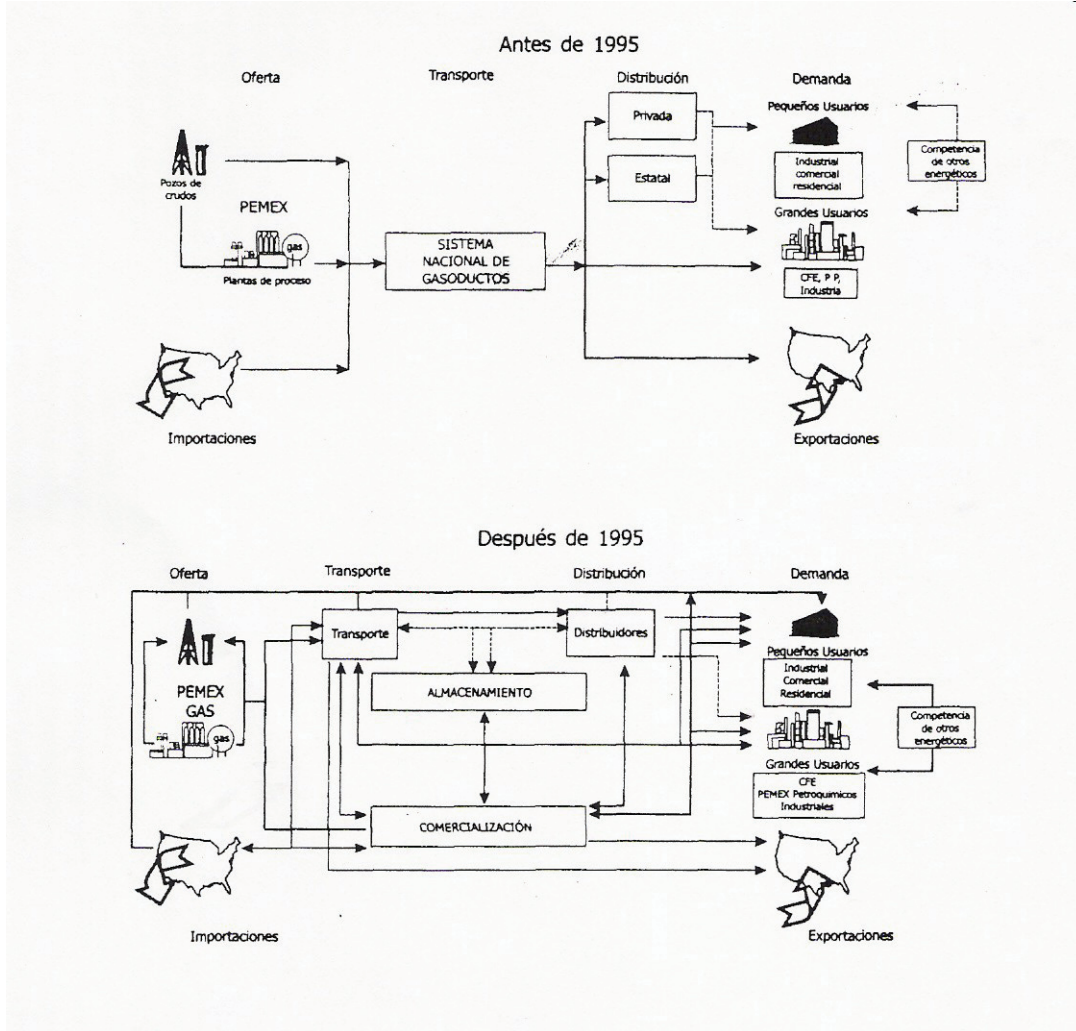 Antes de 1995
Oferta
Transporte
Distribución
Demanda
Pozos de
crudos
PEMEX
gas
Plantas de proceso
Importaciones
SISTEMA
NACIONAL DE
GASODUCTOS
Privada
Estatal
Pequeños Usuarios
Industrial
comercial
residencial
Grandes Usuarios
CFE, P P,
Industria
Competencia
de otros
energéticos
Exportaciones
Después de 1995
Oferta
Transporte
Distribución
Demanda
PEMEX
GAS
gas
Importaciones
Transporte
Distribuidores
ALMACENAMIENTO
COMERCIALIZACIÓN
Pequeños Usuarios
Industrial
Comercial
Residencial
Grandes Usuarios
CFE
PEMEX Petroquimicos
Industriales
Competencia
de otros
energéticos
Exportaciones